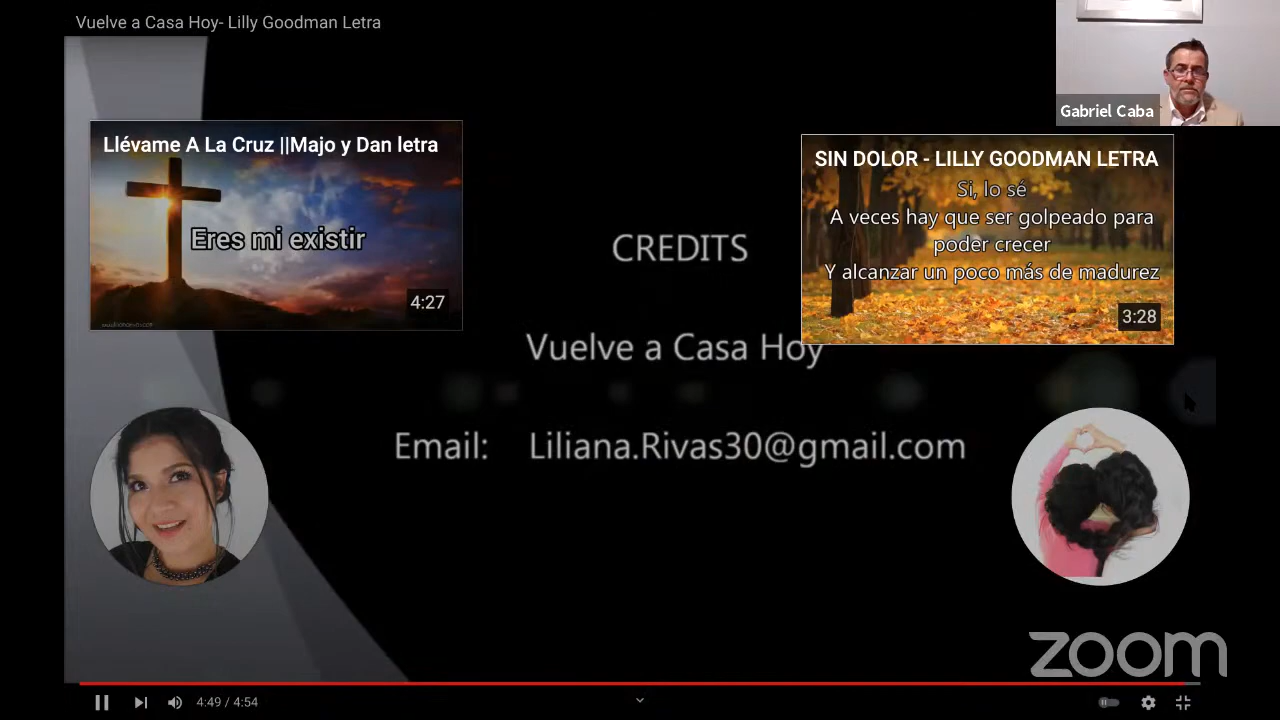 Vuelve a Casa Hoy- Lilly Goodman Letra
Gabriel Caba
Llévame A La Cruz ||Majo y Dan letra
Eres mi existir
4:27
SIN DOLOR - LILLY GOODMAN LETRA
Si, lo sé
A veces hay que ser golpeado para
poder crecer
Y alcanzar un poco más de madurez
3:28
CREDITS
Vuelve a Casa Hoy
Email: Liliana.Rivas30@gmail.com
zoom
4:49 / 4:54